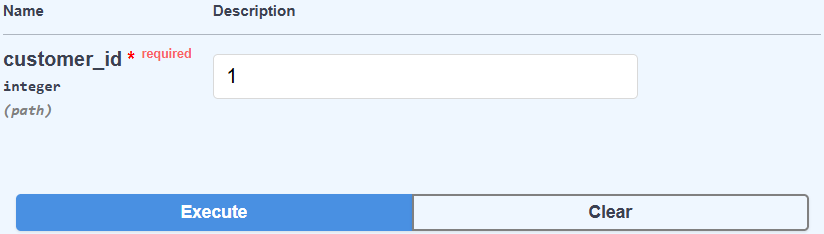 Name Description
customer_id * required
1
integer
(path)
Execute Clear